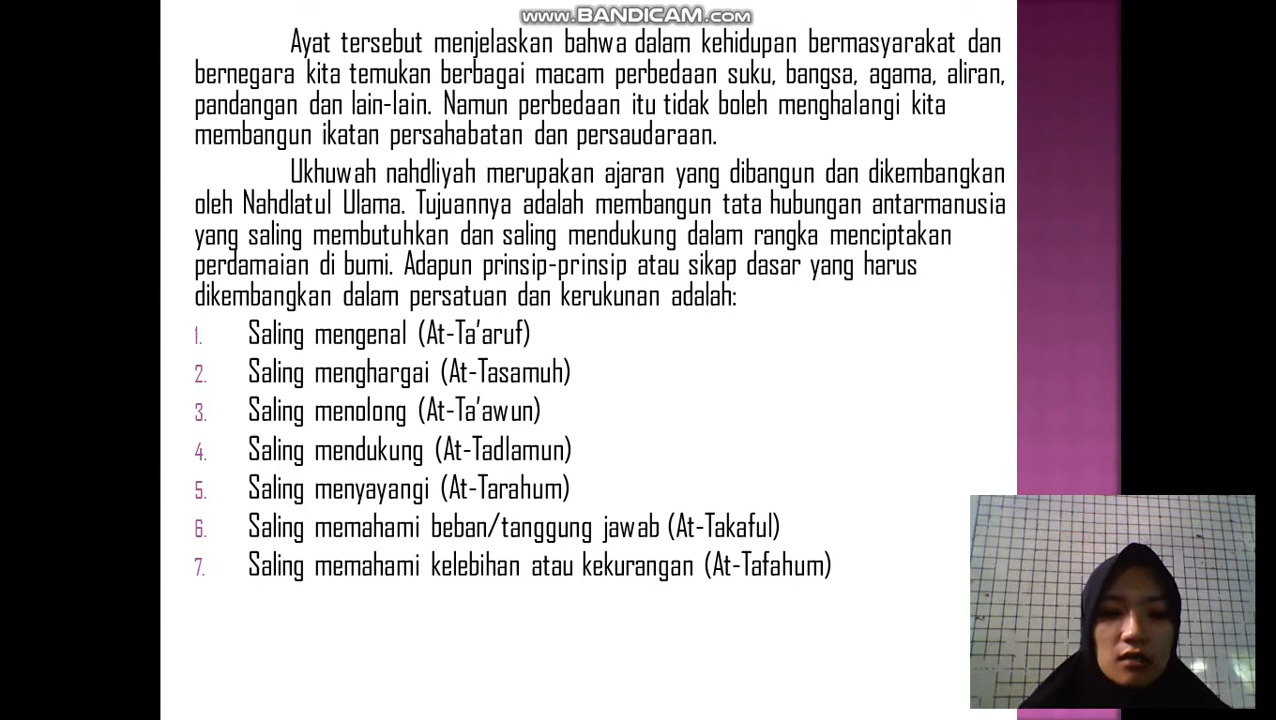 www.BANDICAM.com
Ayat tersebut menjelaskan bahwa dalam kehidupan bermasyarakat dan
bernegara kita temukan berbagai macam perbedaan suku, bangsa, agama, aliran,
pandangan dan lain-lain. Namun perbedaan itu tidak boleh menghalangi kita
membangun ikatan persahabatan dan persaudaraan.
Ukhuwah nahdliyah merupakan ajaran yang dibangun dan dikembangkan
oleh Nahdlatul Ulama. Tujuannya adalah membangun tata hubungan antarmanusia
yang saling membutuhkan dan saling mendukung dalam rangka menciptakan
perdamaian di bumi. Adapun prinsip-prinsip atau sikap dasar yang harus
dikembangkan dalam persatuan dan kerukunan adalah:
1. Saling mengenal (At-Ta'aruf)
2. Saling menghargai (At-Tasamuh)
3. Saling menolong (At-Ta'awun)
4. Saling mendukung (At-Tadlamun)
5. Saling menyayangi (At-Tarahum)
6. Saling memahami beban/tanggung jawab (At-Takaful)
7. Saling memahami kelebihan atau kekurangan (At-Tafahum)